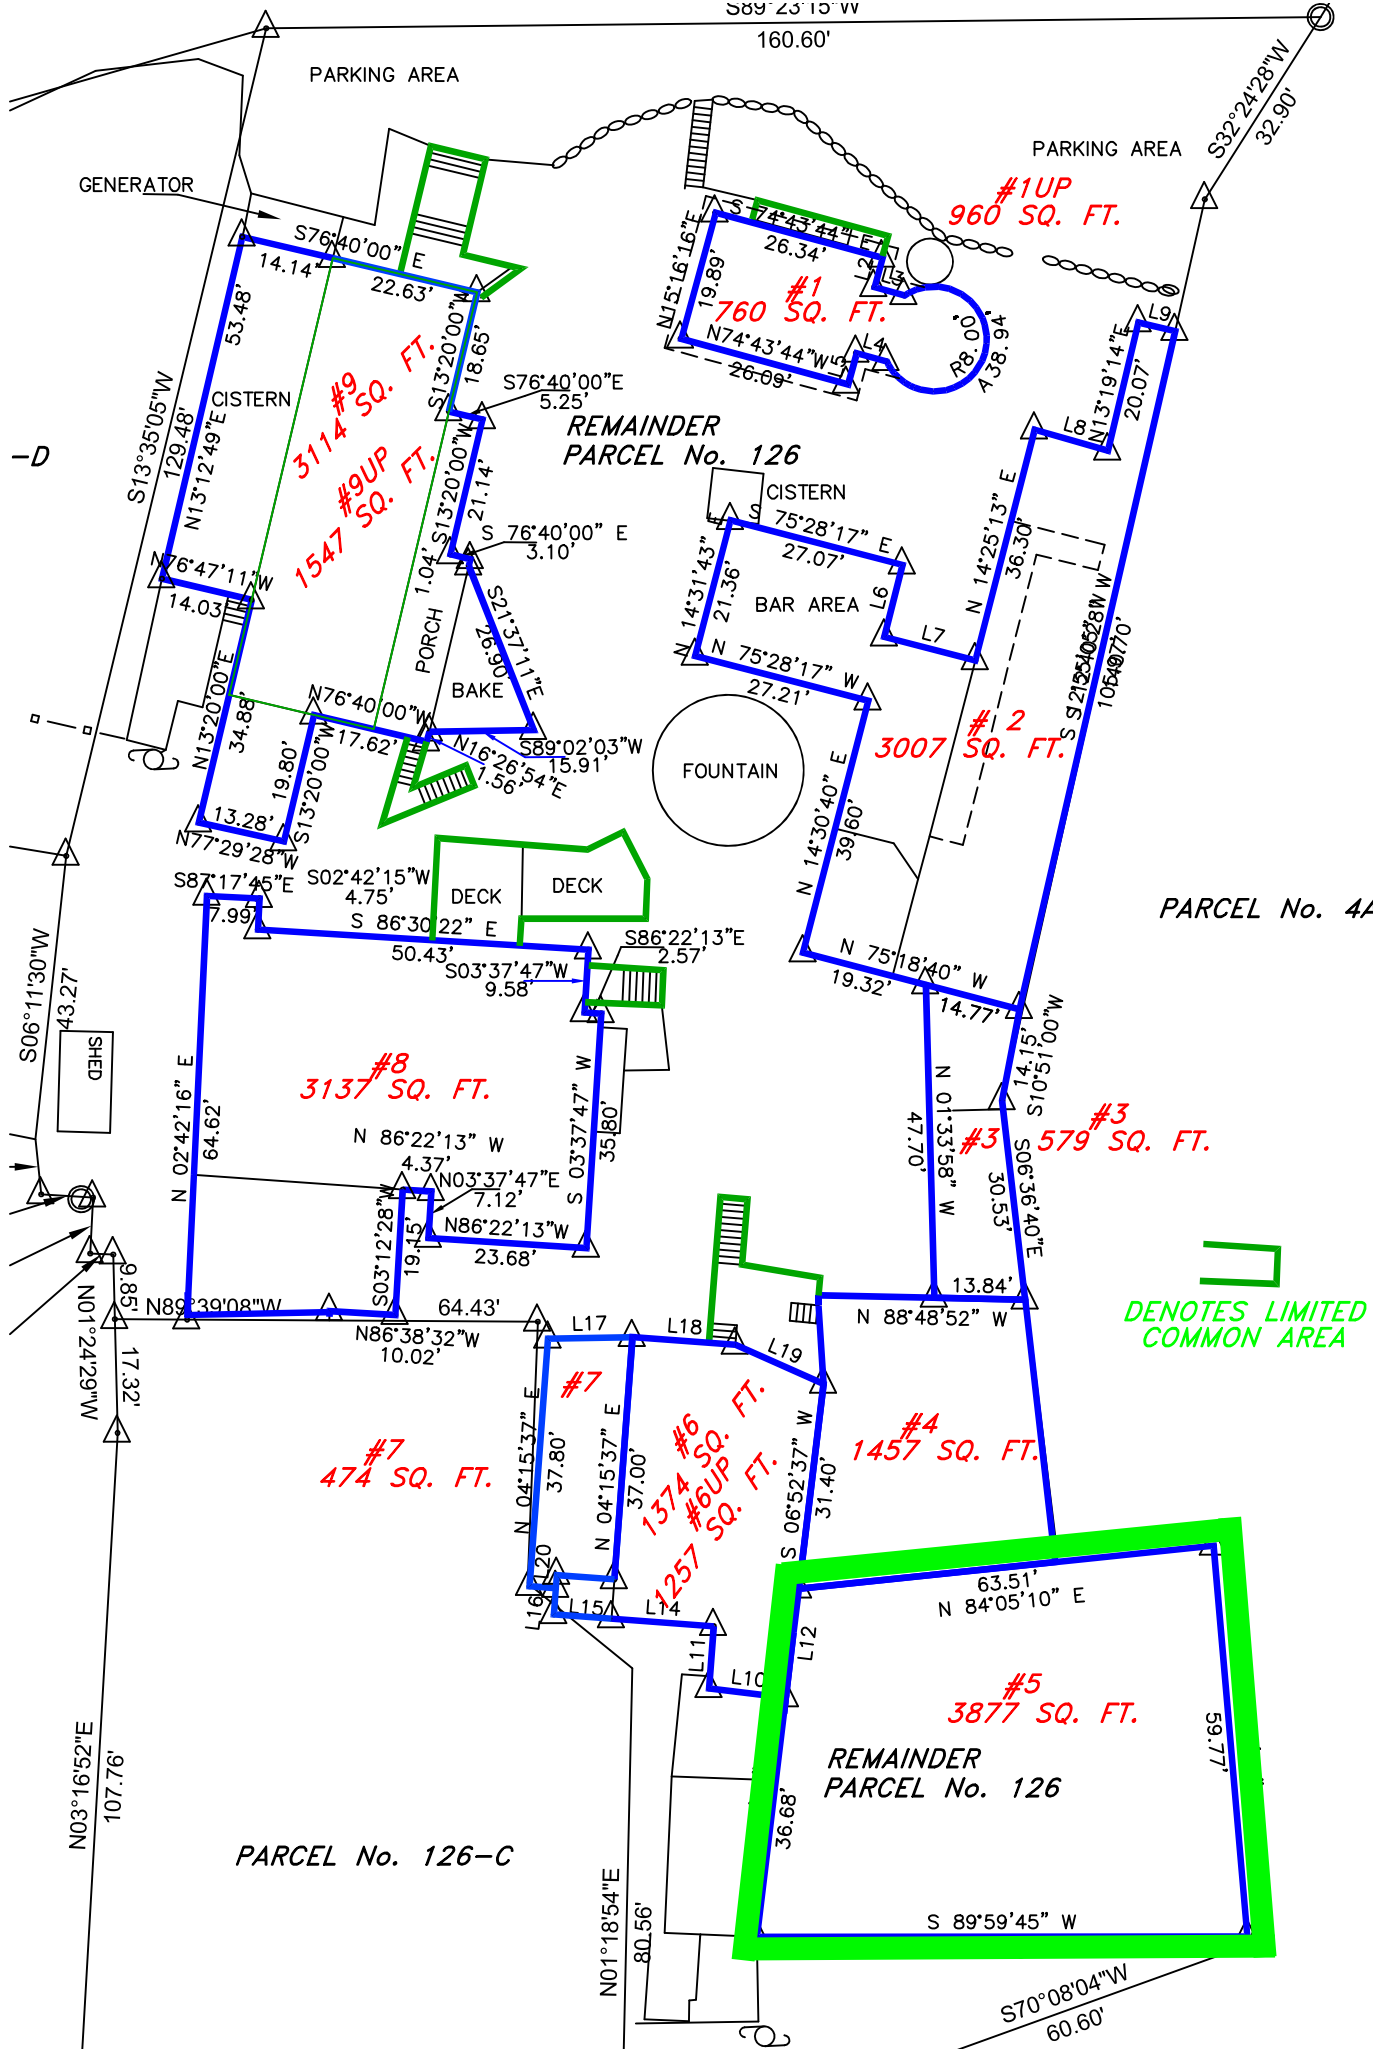 S89°23'15"W
160.60'
PARKING AREA
S32°24'28"W
32.90'
PARKING AREA
GENERATOR
#1UP
960 SQ. FT.
S76°40'00" E
14.14'
22.63'
S 74°43'44" E
26.34'
N15°16'16"E
19.89'
L2
L3
#1
760 SQ. FT.
R8.00'
A38.94'
N74°43'44"W
26.09'
L4
L9
N13°19'14"E
20.07'
53.48'
S13°20'00"W
18.65'
S13°35'05"W
129.48'
N13°12'49"E
CISTERN
#9
3114 SQ. FT.
#9UP
1547 SQ. FT.
S76°40'00"E
5.25'
REMAINDER
PARCEL No. 126
L8
-D
S13°20'00"W
21.14'
CISTERN
N 14°25'13" E
36.30'
S 76°40'00" E
3.10'
S 75°28'17" E
27.07'
N 14°31'43" E
21.36'
BAR AREA
L6
L7
N76°47'11"W
14.03'
1.04'
PORCH
S21°37'11"E
26.90'
BAKE
N 75°28'17" W
27.21'
N13°20'00"E
34.88'
N76°40'00"W
17.62'
19.80'
S13°20'00"W
N16°26'54"E
1.56'
S89°02'03"W
15.91'
FOUNTAIN
# 2
3007 SQ. FT.
13.28'
N77°29'28"W
N 14°30'40" E
39.60'
S87°17'45"E
7.99'
S02°42'15"W
4.75'
DECK
DECK
PARCEL No. 4A
S 86°30'22" E
50.43'
S86°22'13"E
2.57'
S03°37'47"W
9.58'
N 75°18'40" W
19.32'
14.77'
S06°11'30"W
43.27'
SHED
14.15'
S10°51'00"W
#8
3137 SQ. FT.
N 02°42'16" E
64.62'
S 03°37'47" W
35.80'
N 01°33'58" W
47.70'
#3
#3
579 SQ. FT.
S06°36'40"E
30.53'
N 86°22'13" W
4.37'
N03°37'47"E
7.12'
S03°12'28"W
19.15'
N86°22'13"W
23.68'
9.85'
N01°24'29"W
17.32'
N89°39'08"W
64.43'
N86°38'32"W
10.02'
13.84'
N 88°48'52" W
DENOTES LIMITED
COMMON AREA
L17
L18
L19
#7
#7
474 SQ. FT.
N 04°15'37" E
37.80'
N 04°15'37" E
37.00'
#6
1374 SQ. FT.
#6UP
1257 SQ. FT.
#4
1457 SQ. FT.
S 06°52'37" W
31.40'
L20
L16
L15
L14
L11
L10
L12
63.51'
N 84°05'10" E
#5
3877 SQ. FT.
59.77'
REMAINDER
PARCEL No. 126
36.68'
N03°16'52"E
107.76'
PARCEL No. 126-C
N01°18'54"E
80.56'
S 89°59'45" W
S70°08'04"W
60.60'